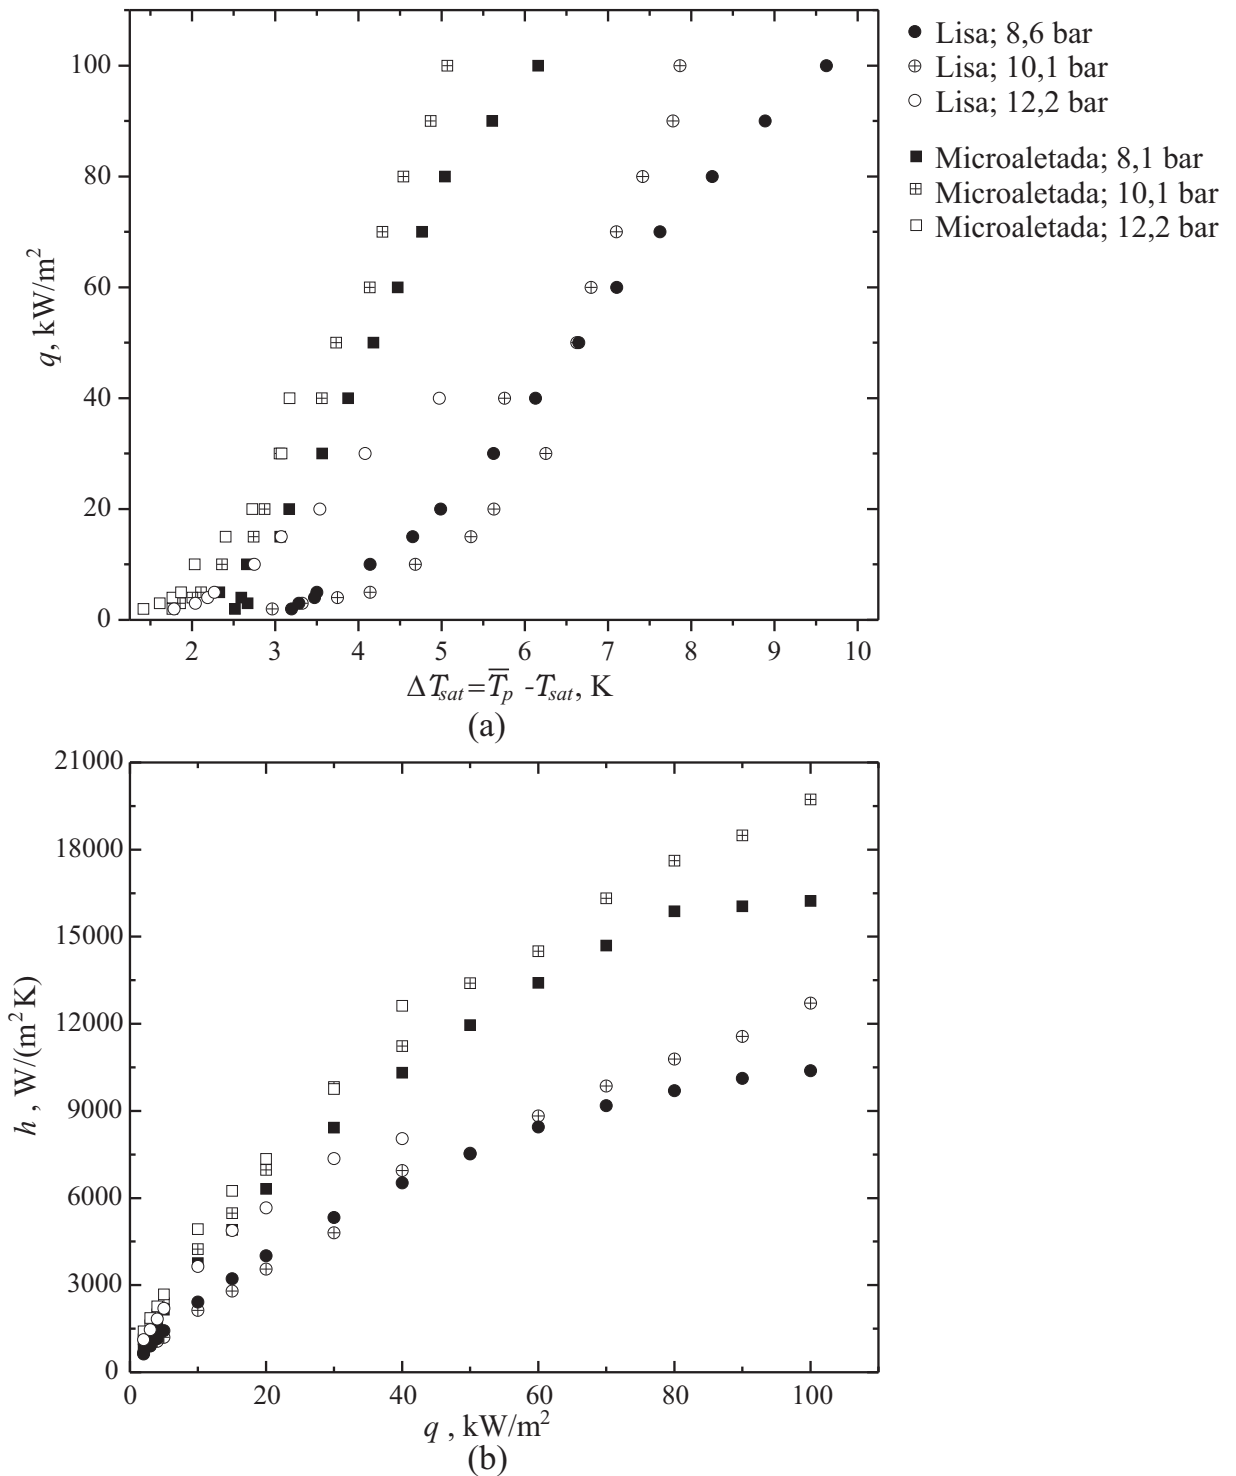 100
80
60
40
20
0
q, kW/m²
2 3 4 5 6 7 8 9 10
ΔT_sat=T̅_p -T_sat, K
(a)
Lisa; 8,6 bar
Lisa; 10,1 bar
Lisa; 12,2 bar
Microaletada; 8,1 bar
Microaletada; 10,1 bar
Microaletada; 12,2 bar
21000
18000
15000
12000
9000
6000
3000
0
h , W/(m² K)
0 20 40 60 80 100
q , kW/m²
(b)